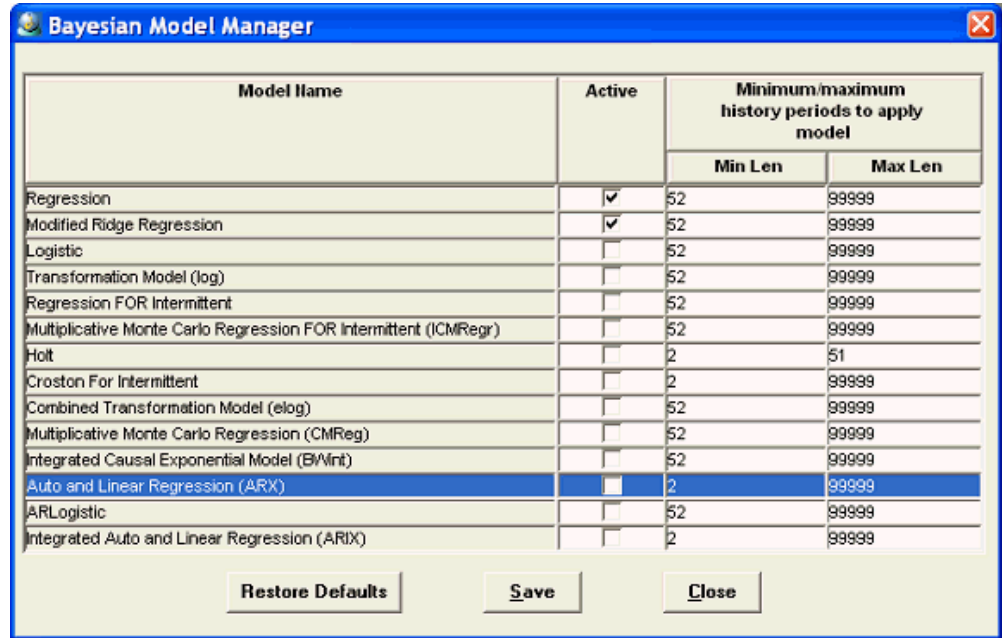 Bayesian Model Manager
Model Name Active Minimum/maximum
history periods to apply
model
Min Len Max Len
Regression 52 99999
Modified Ridge Regression 52 99999
Logistic 52 99999
Transformation Model (log) 52 99999
Regression FOR Intermittent 52 99999
Multiplicative Monte Carlo Regression FOR Intermittent (ICMRegr) 52 99999
Holt 2 51
Croston For Intermittent 2 99999
Combined Transformation Model (elog) 52 99999
Multiplicative Monte Carlo Regression (CMReg) 52 99999
Integrated Causal Exponential Model (BWint) 52 99999
Auto and Linear Regression (ARX) 2 99999
ARLogistic 52 99999
Integrated Auto and Linear Regression (ARIX) 2 99999
Restore Defaults Save Close